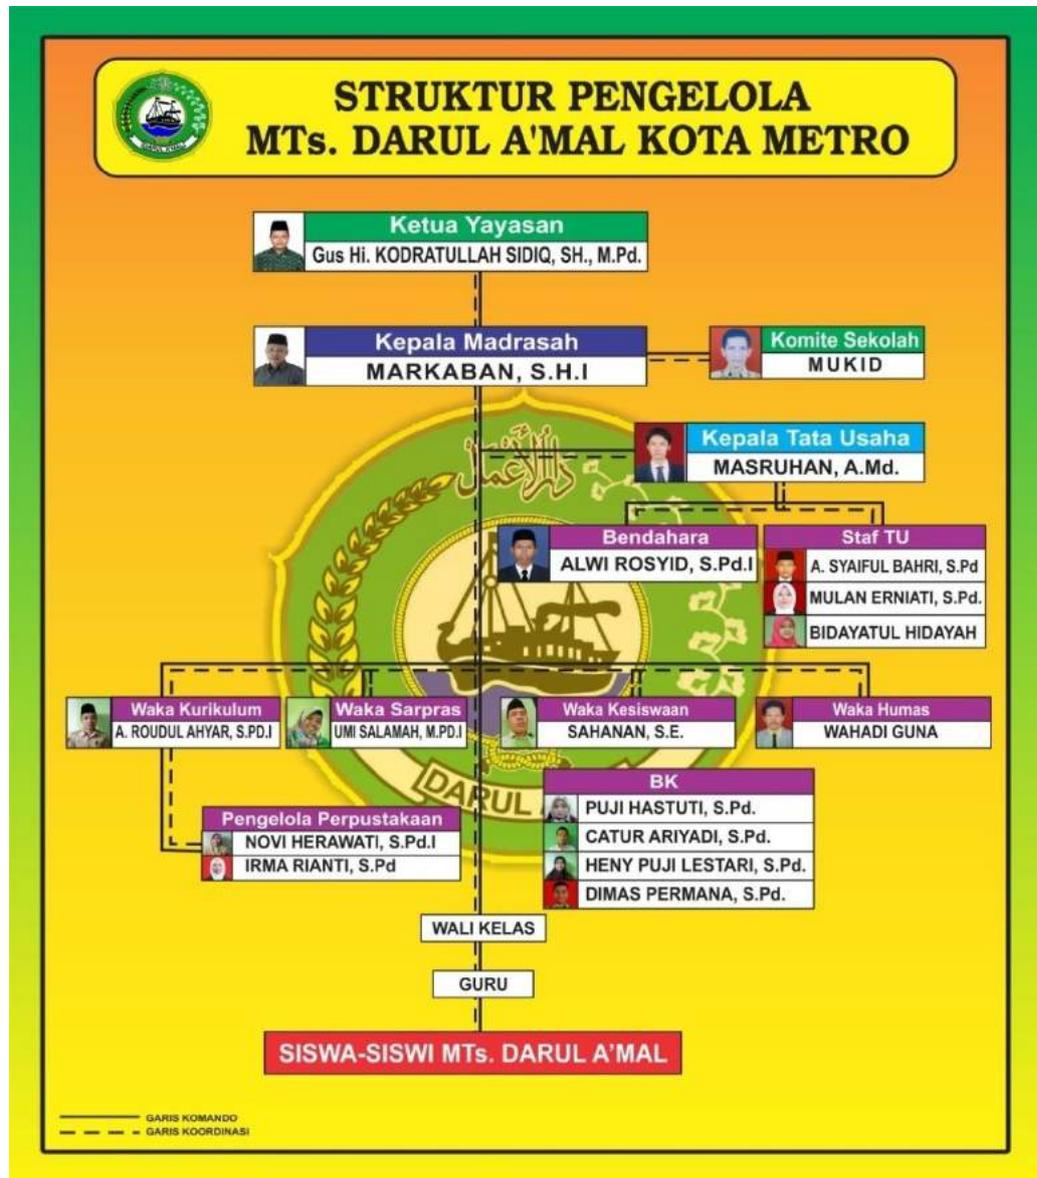 STRUKTUR PENGELOLA
MTs. DARUL A'MAL KOTA METRO
DARUL A'MAL
Ketua Yayasan
Gus Hi. KODRATULLAH SIDIQ, SH., M.Pd.
Kepala Madrasah
MARKABAN, S.H.I
Komite Sekolah
MUKID
Kepala Tata Usaha
MASRUHAN, A.Md.
دار الأعمال
Bendahara
ALWI ROSYID, S.Pd.I
Staf TU
A. SYAIFUL BAHRI, S.Pd
MULAN ERNIATI, S.Pd.
BIDAYATUL HIDAYAH
Waka Kurikulum
A. ROUDUL AHYAR, S.PD.I
Waka Sarpras
UMI SALAMAH, M.PD.I
Waka Kesiswaan
SAHANAN, S.E.
Waka Humas
WAHADI GUNA
DARUL
BK
PUJI HASTUTI, S.Pd.
CATUR ARIYADI, S.Pd.
HENY PUJI LESTARI, S.Pd.
DIMAS PERMANA, S.Pd.
Pengelola Perpustakaan
NOVI HERAWATI, S.Pd.I
IRMA RIANTI, S.Pd
WALI KELAS
GURU
SISWA-SISWI MTs. DARUL A’MAL
GARIS KOMANDO
GARIS KOORDINASI